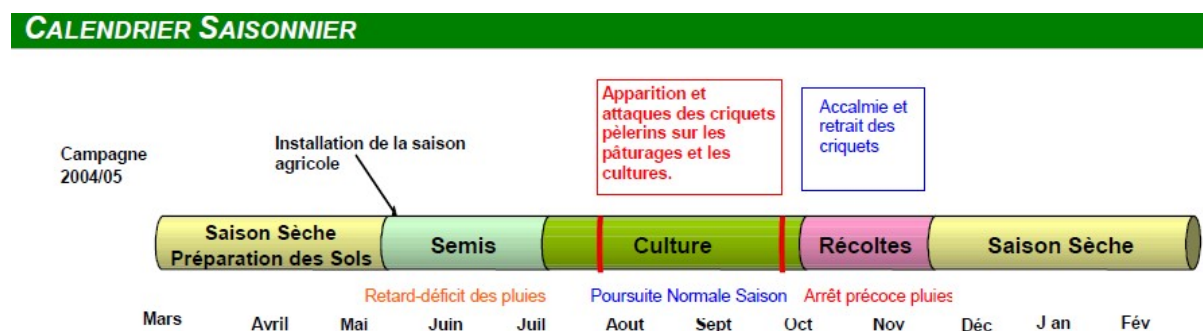 CALENDRIER SAISONNIER
Apparition et
attaques des criquets
pèlerins sur les
pâturages et les
cultures.
Accalmie et
retrait des
criquets
Installation de la saison
agricole
Campagne
2004/05
Saison Sèche
Préparation des Sols
Semis
Culture
Récoltes
Saison Sèche
Retard-déficit des pluies
Poursuite Normale Saison
Arrêt précoce pluies
Mars Avril Mai Juin Juil Aout Sept Oct Nov Déc J an Fév